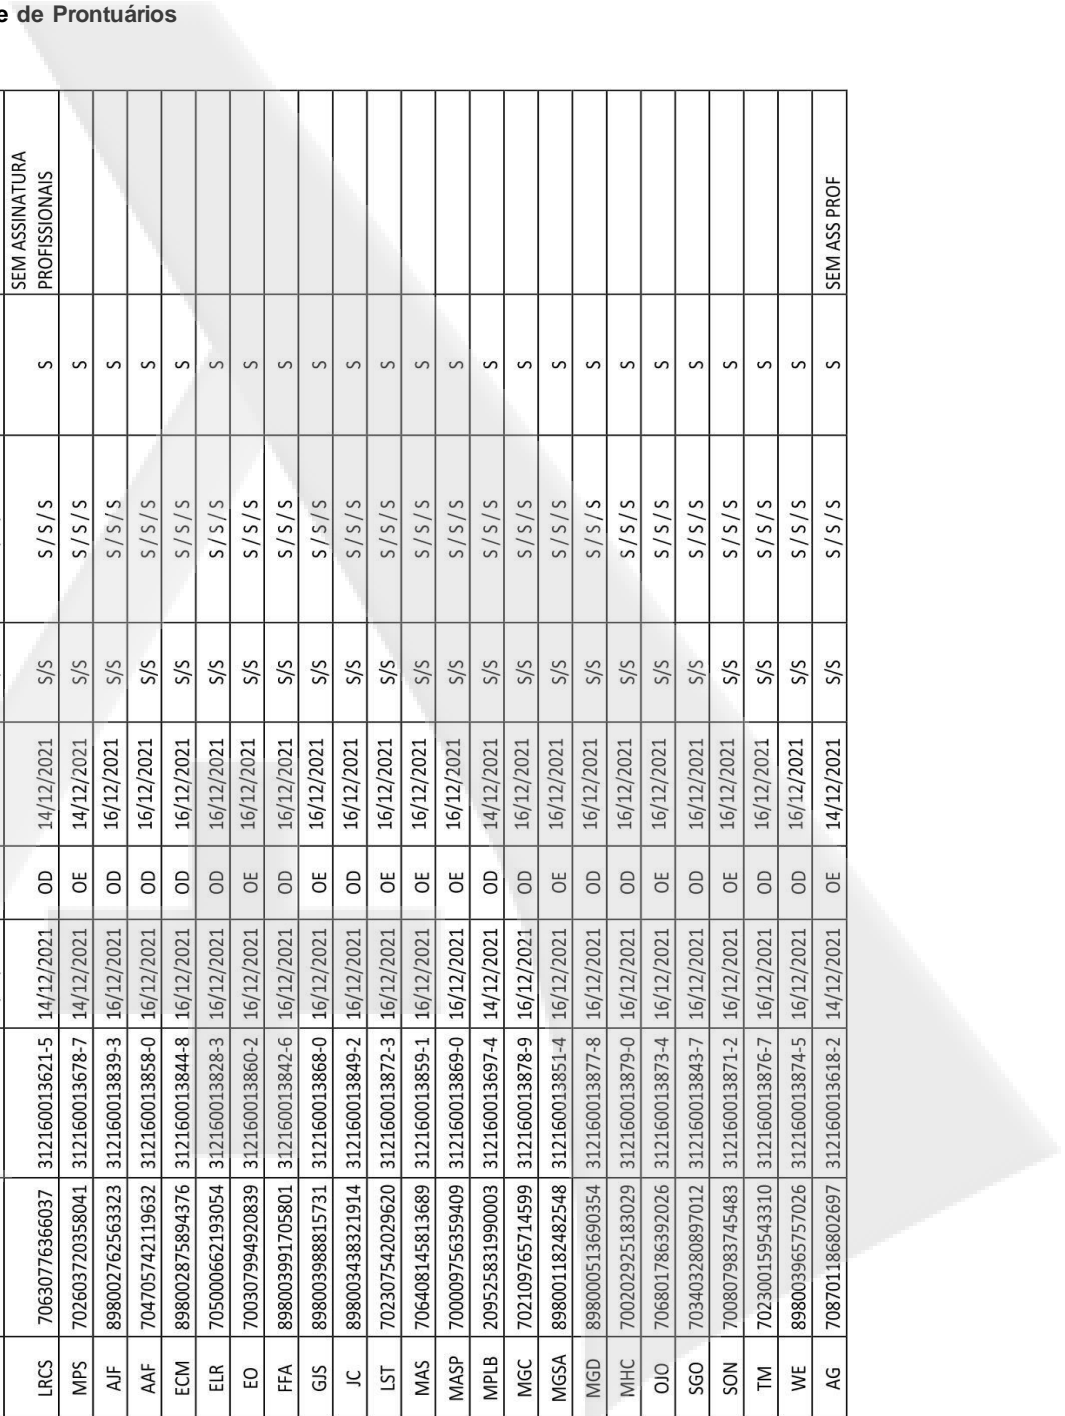 e de Prontuários
LRCS 706307776366037 312160013621-5 14/12/2021 OD 14/12/2021 S/S S / S / S S SEM ASSINATURA
PROFISSIONAIS
MPS 702603720358041 312160013678-7 14/12/2021 OE 14/12/2021 S/S S / S / S S
AJF 898002762563323 312160013839-3 16/12/2021 OD 16/12/2021 S/S S / S / S S
AAF 704705742119632 312160013858-0 16/12/2021 OD 16/12/2021 S/S S / S / S S
ECM 898002875894376 312160013844-8 16/12/2021 OD 16/12/2021 S/S S / S / S S
ELR 705000662193054 312160013828-3 16/12/2021 OD 16/12/2021 S/S S / S / S S
EO 700307994920839 312160013860-2 16/12/2021 OE 16/12/2021 S/S S / S / S S
FFA 898003991705801 312160013842-6 16/12/2021 OD 16/12/2021 S/S S / S / S S
GJS 898003988815731 312160013868-0 16/12/2021 OE 16/12/2021 S/S S / S / S S
JC 898003438321914 312160013849-2 16/12/2021 OD 16/12/2021 S/S S / S / S S
LST 702307542029620 312160013872-3 16/12/2021 OE 16/12/2021 S/S S / S / S S
MAS 706408145813689 312160013859-1 16/12/2021 OE 16/12/2021 S/S S / S / S S
MASP 700009756359409 312160013869-0 16/12/2021 OE 16/12/2021 S/S S / S / S S
MPLB 209525831990003 312160013697-4 14/12/2021 OD 14/12/2021 S/S S / S / S S
MGC 702109765714599 312160013878-9 16/12/2021 OD 16/12/2021 S/S S / S / S S
MGSA 898001182482548 312160013851-4 16/12/2021 OE 16/12/2021 S/S S / S / S S
MGD 898000513690354 312160013877-8 16/12/2021 OD 16/12/2021 S/S S / S / S S
MHC 700202925183029 312160013879-0 16/12/2021 OD 16/12/2021 S/S S / S / S S
OJO 706801786392026 312160013873-4 16/12/2021 OE 16/12/2021 S/S S / S / S S
SGO 703403280897012 312160013843-7 16/12/2021 OD 16/12/2021 S/S S / S / S S
SON 700807983745483 312160013871-2 16/12/2021 OE 16/12/2021 S/S S / S / S S
TM 702300159543310 312160013876-7 16/12/2021 OD 16/12/2021 S/S S / S / S S
WE 898003965757026 312160013874-5 16/12/2021 OD 16/12/2021 S/S S / S / S S
AG 708701186802697 312160013618-2 14/12/2021 OE 14/12/2021 S/S S / S / S S SEM ASS PROF